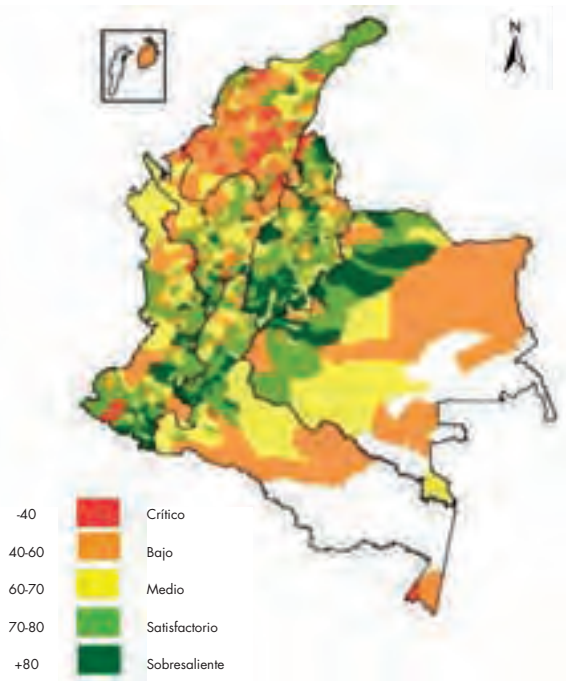 N
-40 Crítico
40-60 Bajo
60-70 Medio
70-80 Satisfactorio
+80 Sobresaliente